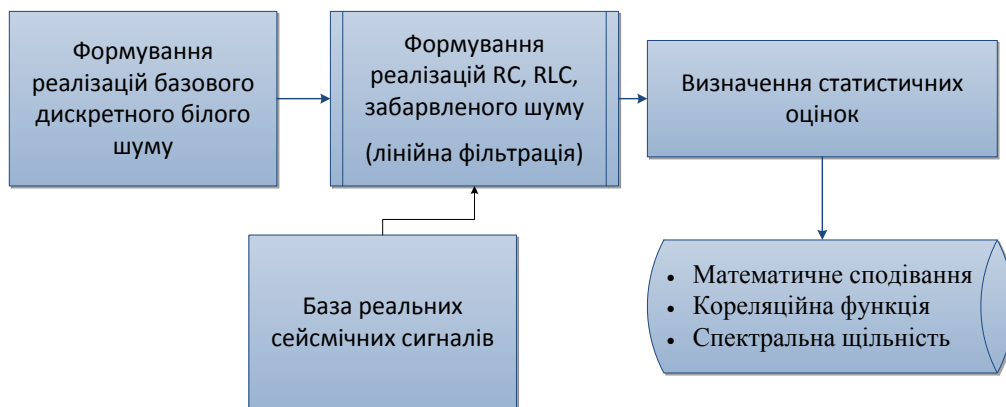 Формування
реалізацій базового
дискретного білого
шуму
Формування
реалізацій RC, RLC,
забарвленого шуму
(лінійна фільтрація)
Визначення статистичних
оцінок
База реальних
сейсмічних сигналів
• Математичне сподівання
• Кореляційна функція
• Спектральна щільність